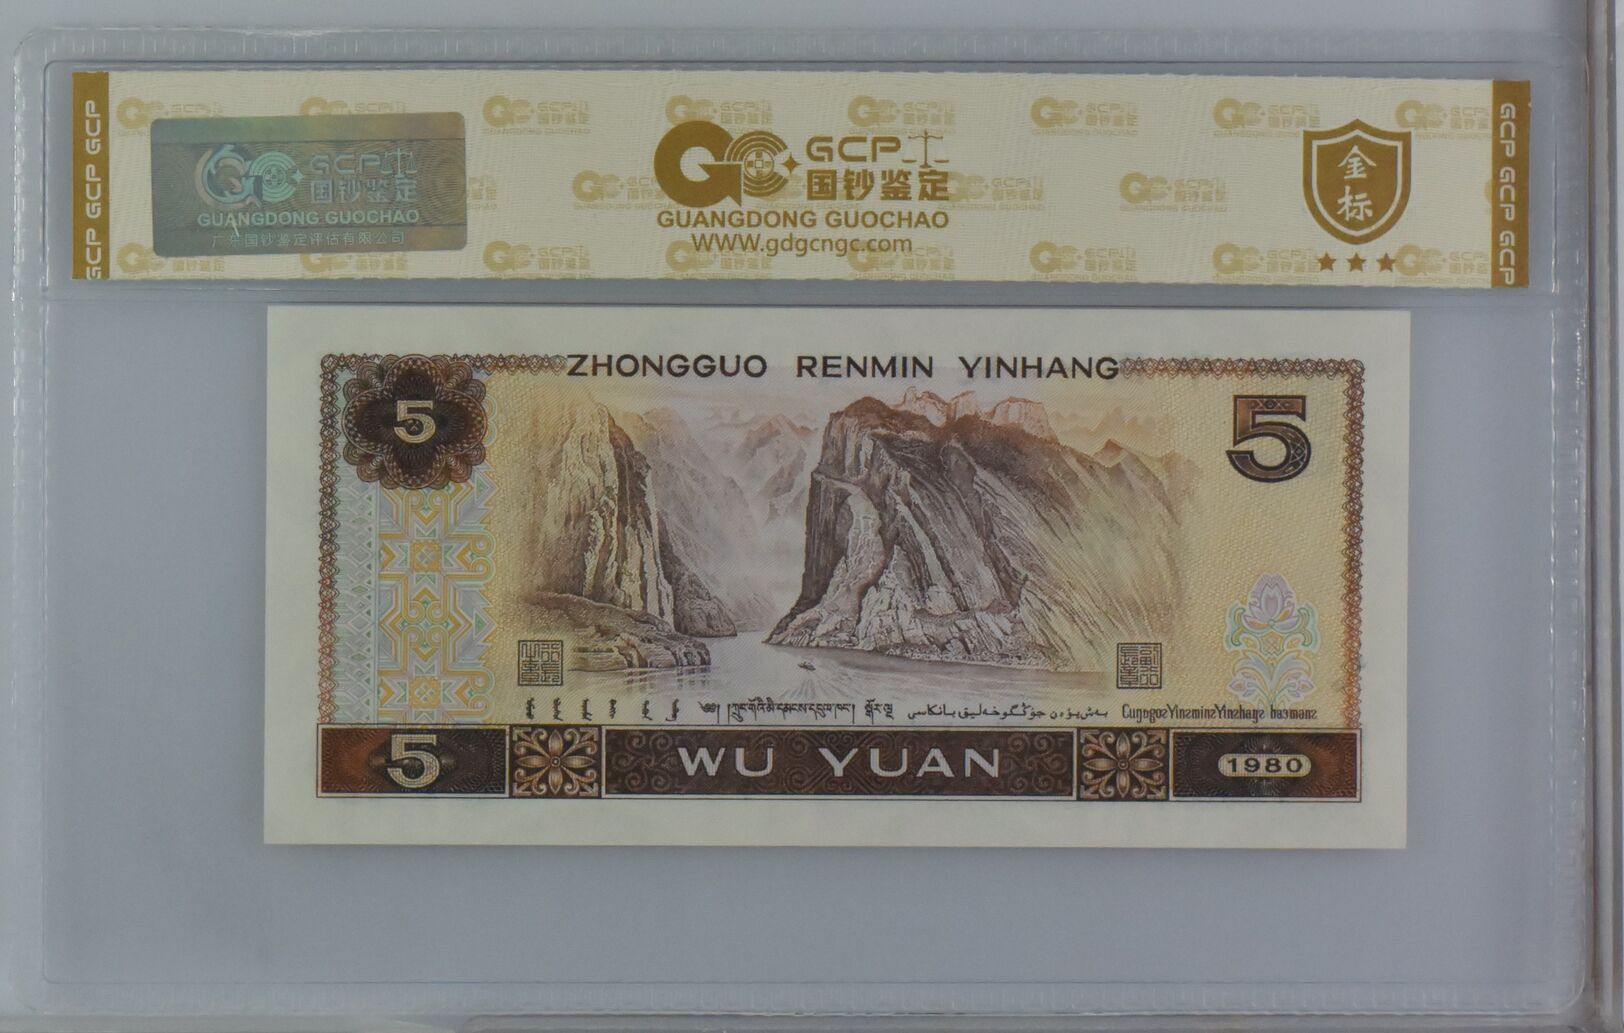 GCP GCP GCP
GCP
国钞鉴定
GUANGDONG GUOCHAO
广东国钞鉴定评估有限公司
GCP
国钞鉴定
GUANGDONG GUOCHAO
WWW.gdgcngc.com
金标
GCP GCP GCP
ZHONGGUO RENMIN YINHANG
5
5
5
WU YUAN
1980